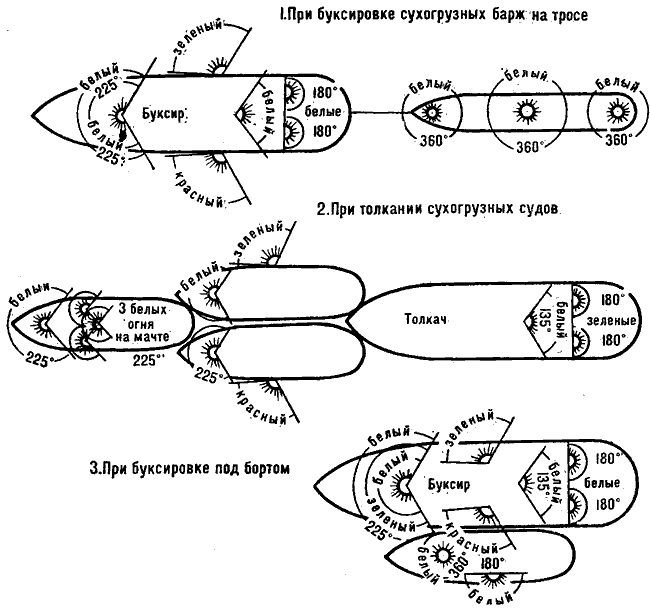 1.При буксировке сухогрузных барж на тросе
зеленый
белый
225°
белый
225°
Буксир
белый
180°
белые
180°
красный
белый
360°
белый
360°
белый
360°
2.При толкании сухогрузных судов
зеленый
белый
белый
225°
3 белых
огня
на мачте
225°
225°
красный
Толкач
белый
135°
180°
зеленые
180°
3.При буксировке под бортом
зеленый
белый
белый
зеленый
225°
Буксир
белый
135°
180°
белые
180°
красный
белый
360°
180°
белый